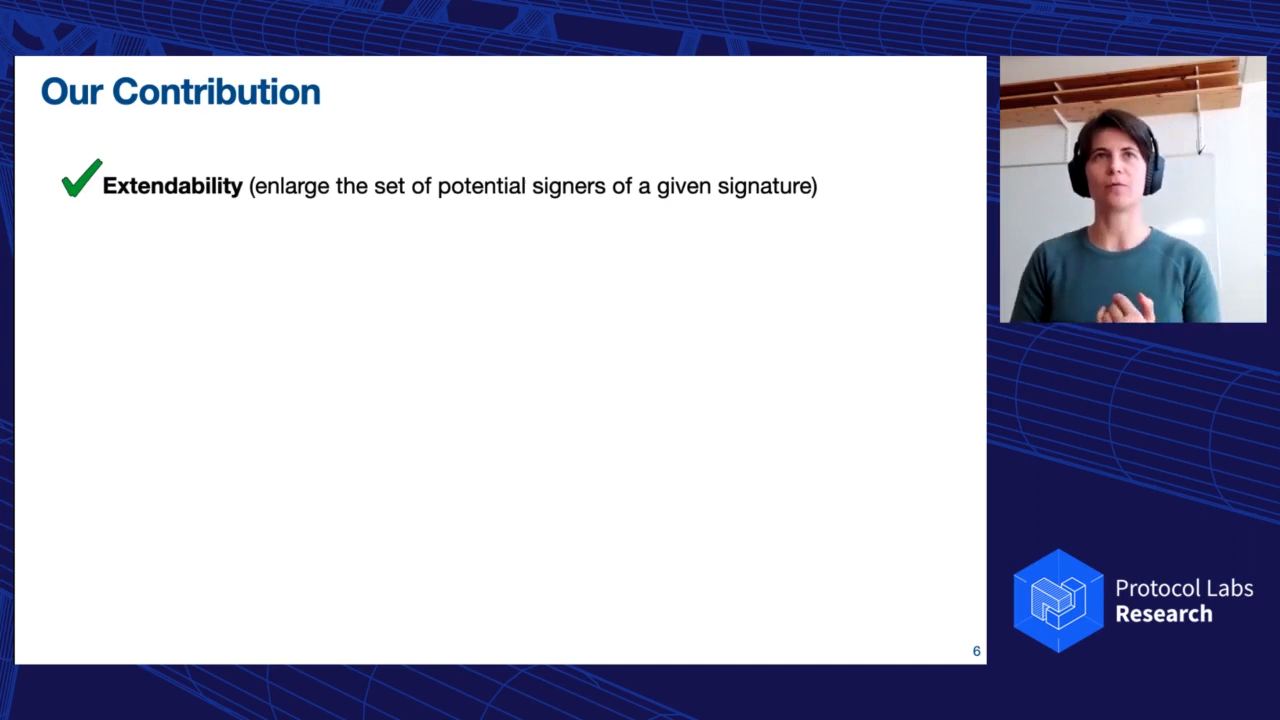 Our Contribution
Extendability (enlarge the set of potential signers of a given signature)
6
Protocol Labs
Research